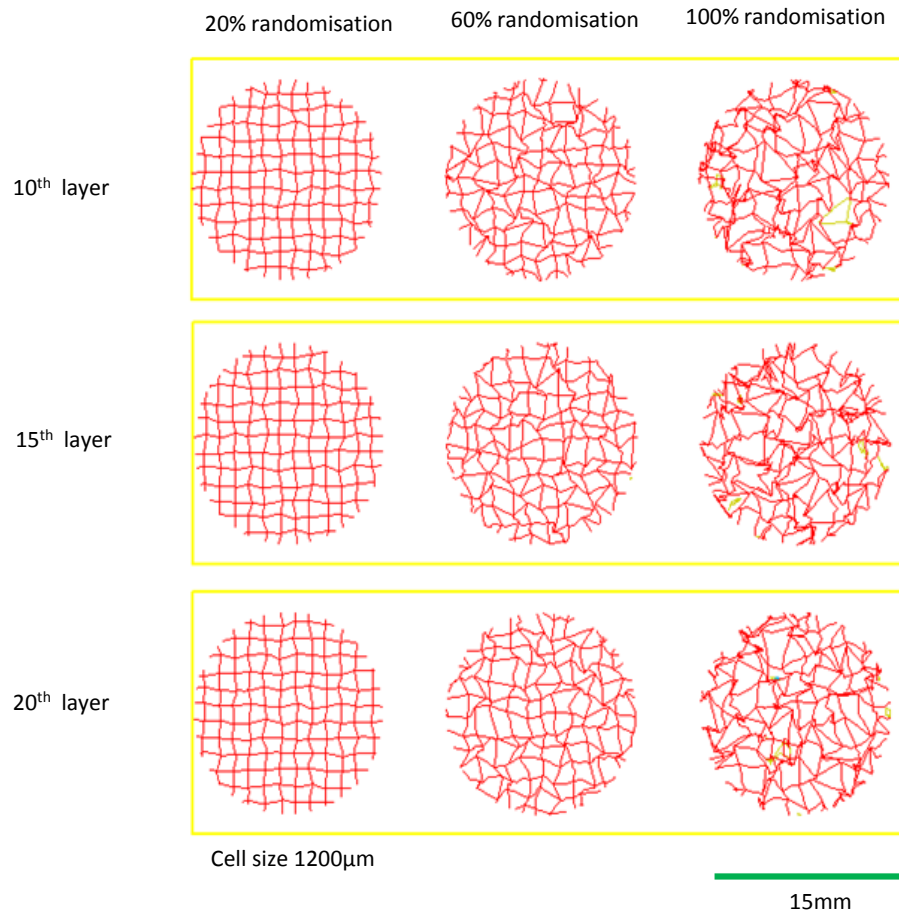 20% randomisation 60% randomisation 100% randomisation
10th layer
15th layer
20th layer
Cell size 1200µm
15mm